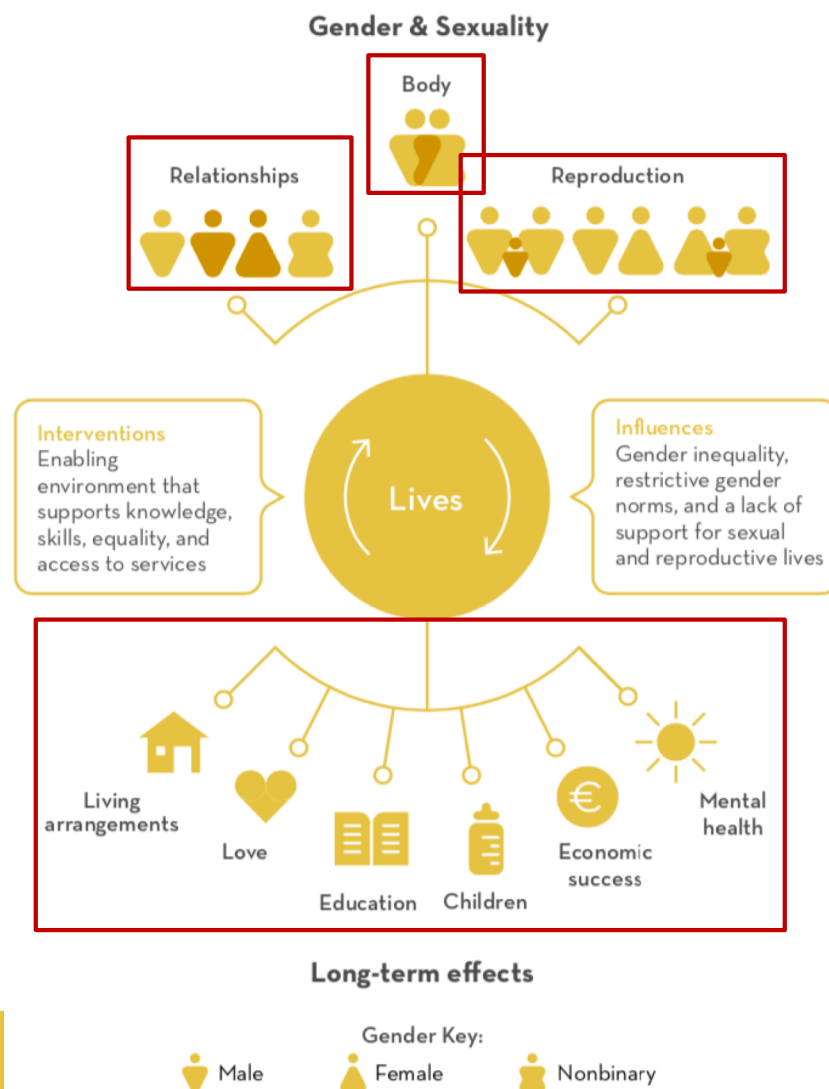 Gender & Sexuality
Body
Relationships
Reproduction
Interventions
Enabling
environment that
supports knowledge,
skills, equality, and
access to services
Lives
Influences
Gender inequality,
restrictive gender
norms, and a lack of
support for sexual
and reproductive lives
Living
arrangements
Love
Education
Children
€
Economic
success
Mental
health
Long-term effects
Gender Key:
Male Female Nonbinary